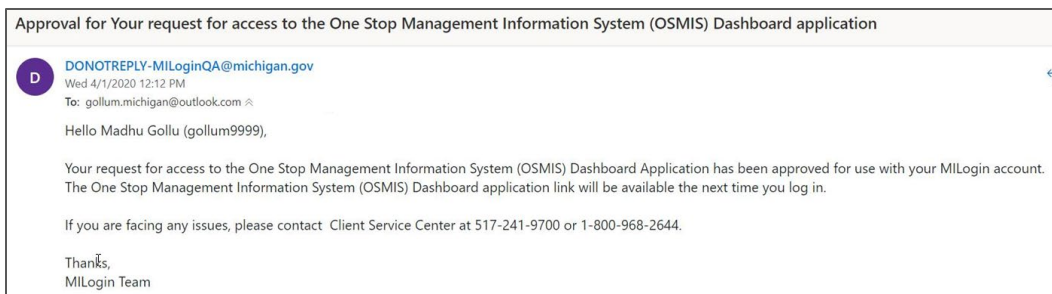 Approval for Your request for access to the One Stop Management Information System (OSMIS) Dashboard application
D
DONOTREPLY-MILoginQA@michigan.gov
Wed 4/1/2020 12:12 PM
To: gollum.michigan@outlook.com
Hello Madhu Gollu (gollum9999),
Your request for access to the One Stop Management Information System (OSMIS) Dashboard Application has been approved for use with your MILogin account.
The One Stop Management Information System (OSMIS) Dashboard application link will be available the next time you log in.
If you are facing any issues, please contact  Client Service Center at 517-241-9700 or 1-800-968-2644.
Thanks,
MILogin Team